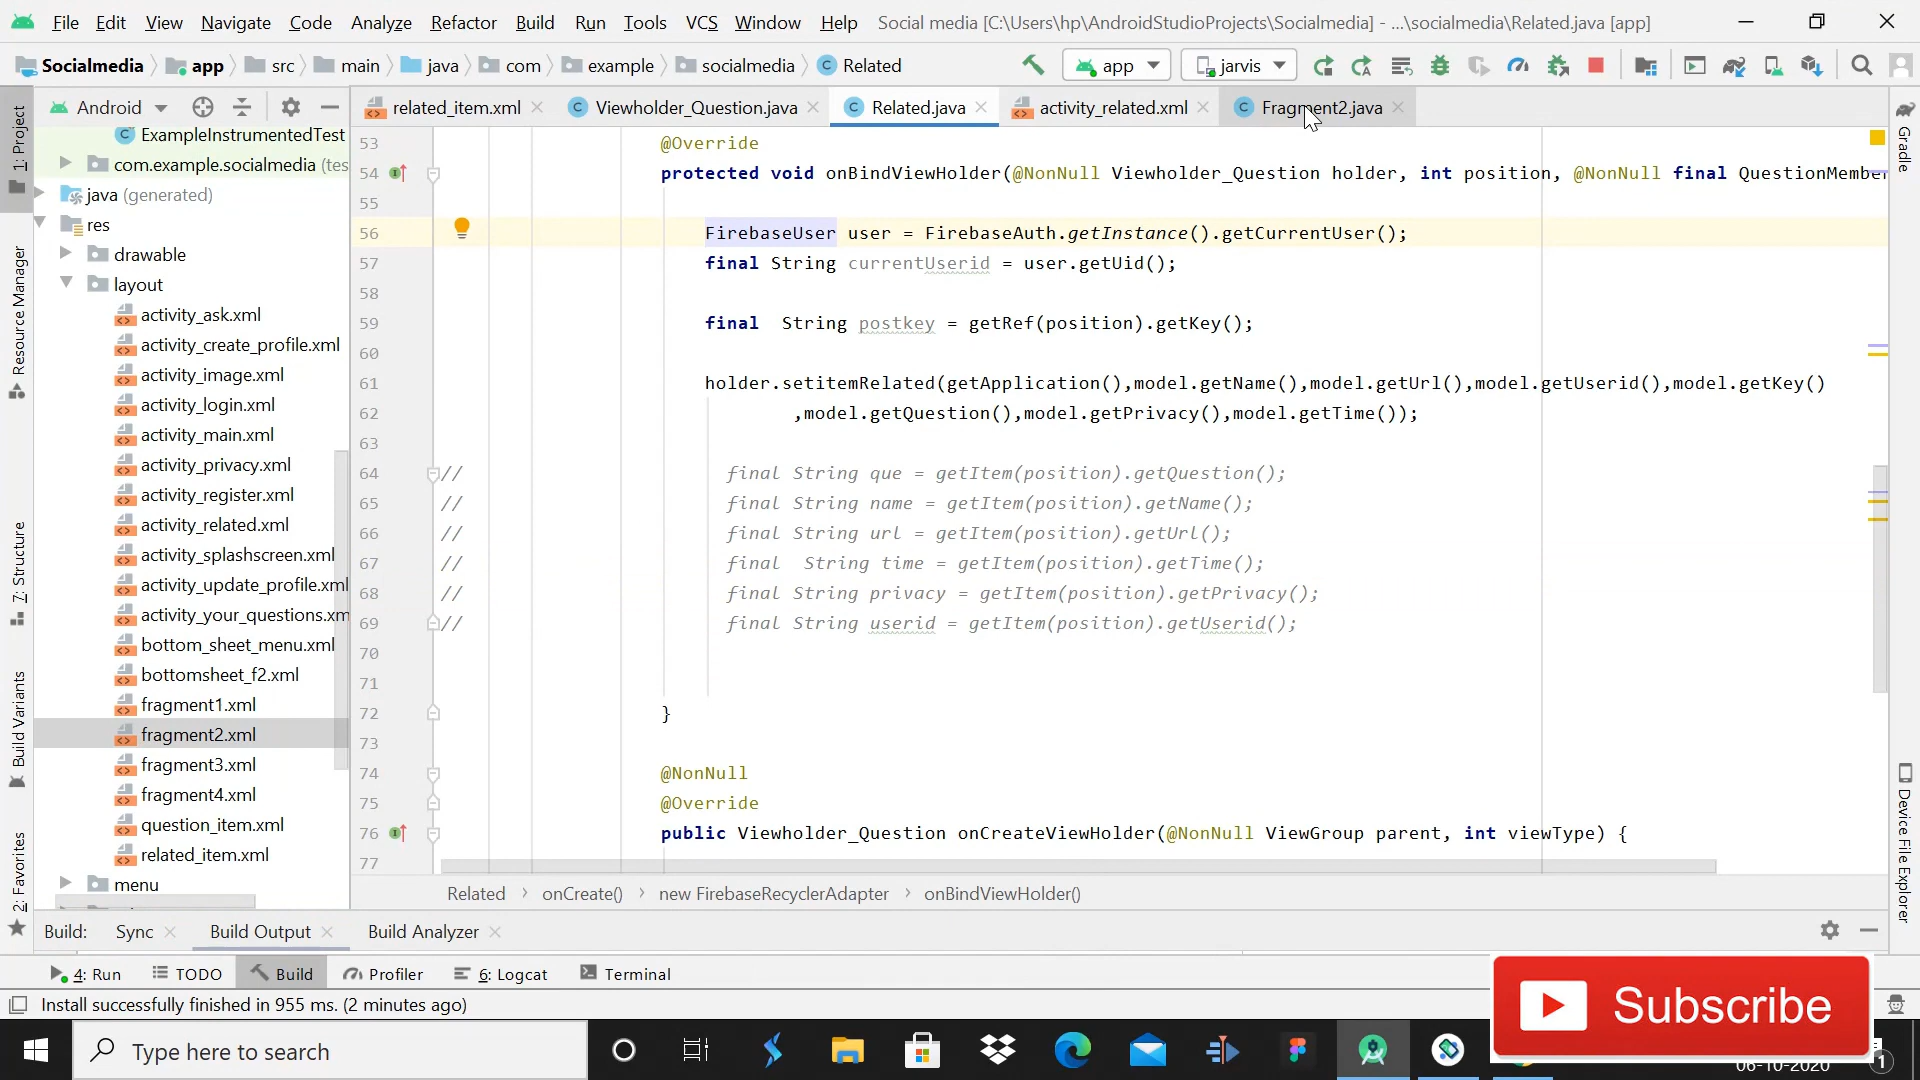 File Edit View Navigate Code Analyze Refactor Build Run Tools VCS Window Help Social media [C:\Users\hp\AndroidStudioProjects\Socialmedia] - ...\socialmedia\Related.java [app]
Socialmedia app src main java com example socialmedia Related app jarvis
Android related_item.xml Viewholder_Question.java Related.java activity_related.xml Fragment2.java
1: Project
Resource Manager
7: Structure
Build Variants
2: Favorites
Gradle
Device File Explorer
ExampleInstrumentedTest
com.example.socialmedia (tes
java (generated)
res
drawable
layout
activity_ask.xml
activity_create_profile.xml
activity_image.xml
activity_login.xml
activity_main.xml
activity_privacy.xml
activity_register.xml
activity_related.xml
activity_splashscreen.xml
activity_update_profile.xml
activity_your_questions.xm
bottom_sheet_menu.xml
bottomsheet_f2.xml
fragment1.xml
fragment2.xml
fragment3.xml
fragment4.xml
question_item.xml
related_item.xml
menu
53 @Override
54 protected void onBindViewHolder(@NonNull Viewholder_Question holder, int position, @NonNull final QuestionMember
55
56 FirebaseUser user = FirebaseAuth.getInstance().getCurrentUser();
57 final String currentUserid = user.getUid();
58
59 final  String postkey = getRef(position).getKey();
60
61 holder.setitemRelated(getApplication(),model.getName(),model.getUrl(),model.getUserid(),model.getKey()
62 ,model.getQuestion(),model.getPrivacy(),model.getTime());
63
64 // final String que = getItem(position).getQuestion();
65 // final String name = getItem(position).getName();
66 // final String url = getItem(position).getUrl();
67 // final  String time = getItem(position).getTime();
68 // final String privacy = getItem(position).getPrivacy();
69 // final String userid = getItem(position).getUserid();
70
71
72 }
73
74 @NonNull
75 @Override
76 public Viewholder_Question onCreateViewHolder(@NonNull ViewGroup parent, int viewType) {
77
Related onCreate() new FirebaseRecyclerAdapter onBindViewHolder()
Build: Sync Build Output Build Analyzer
4: Run TODO Build Profiler 6: Logcat Terminal
Install successfully finished in 955 ms. (2 minutes ago)
Subscribe
Type here to search
06-10-2020
1